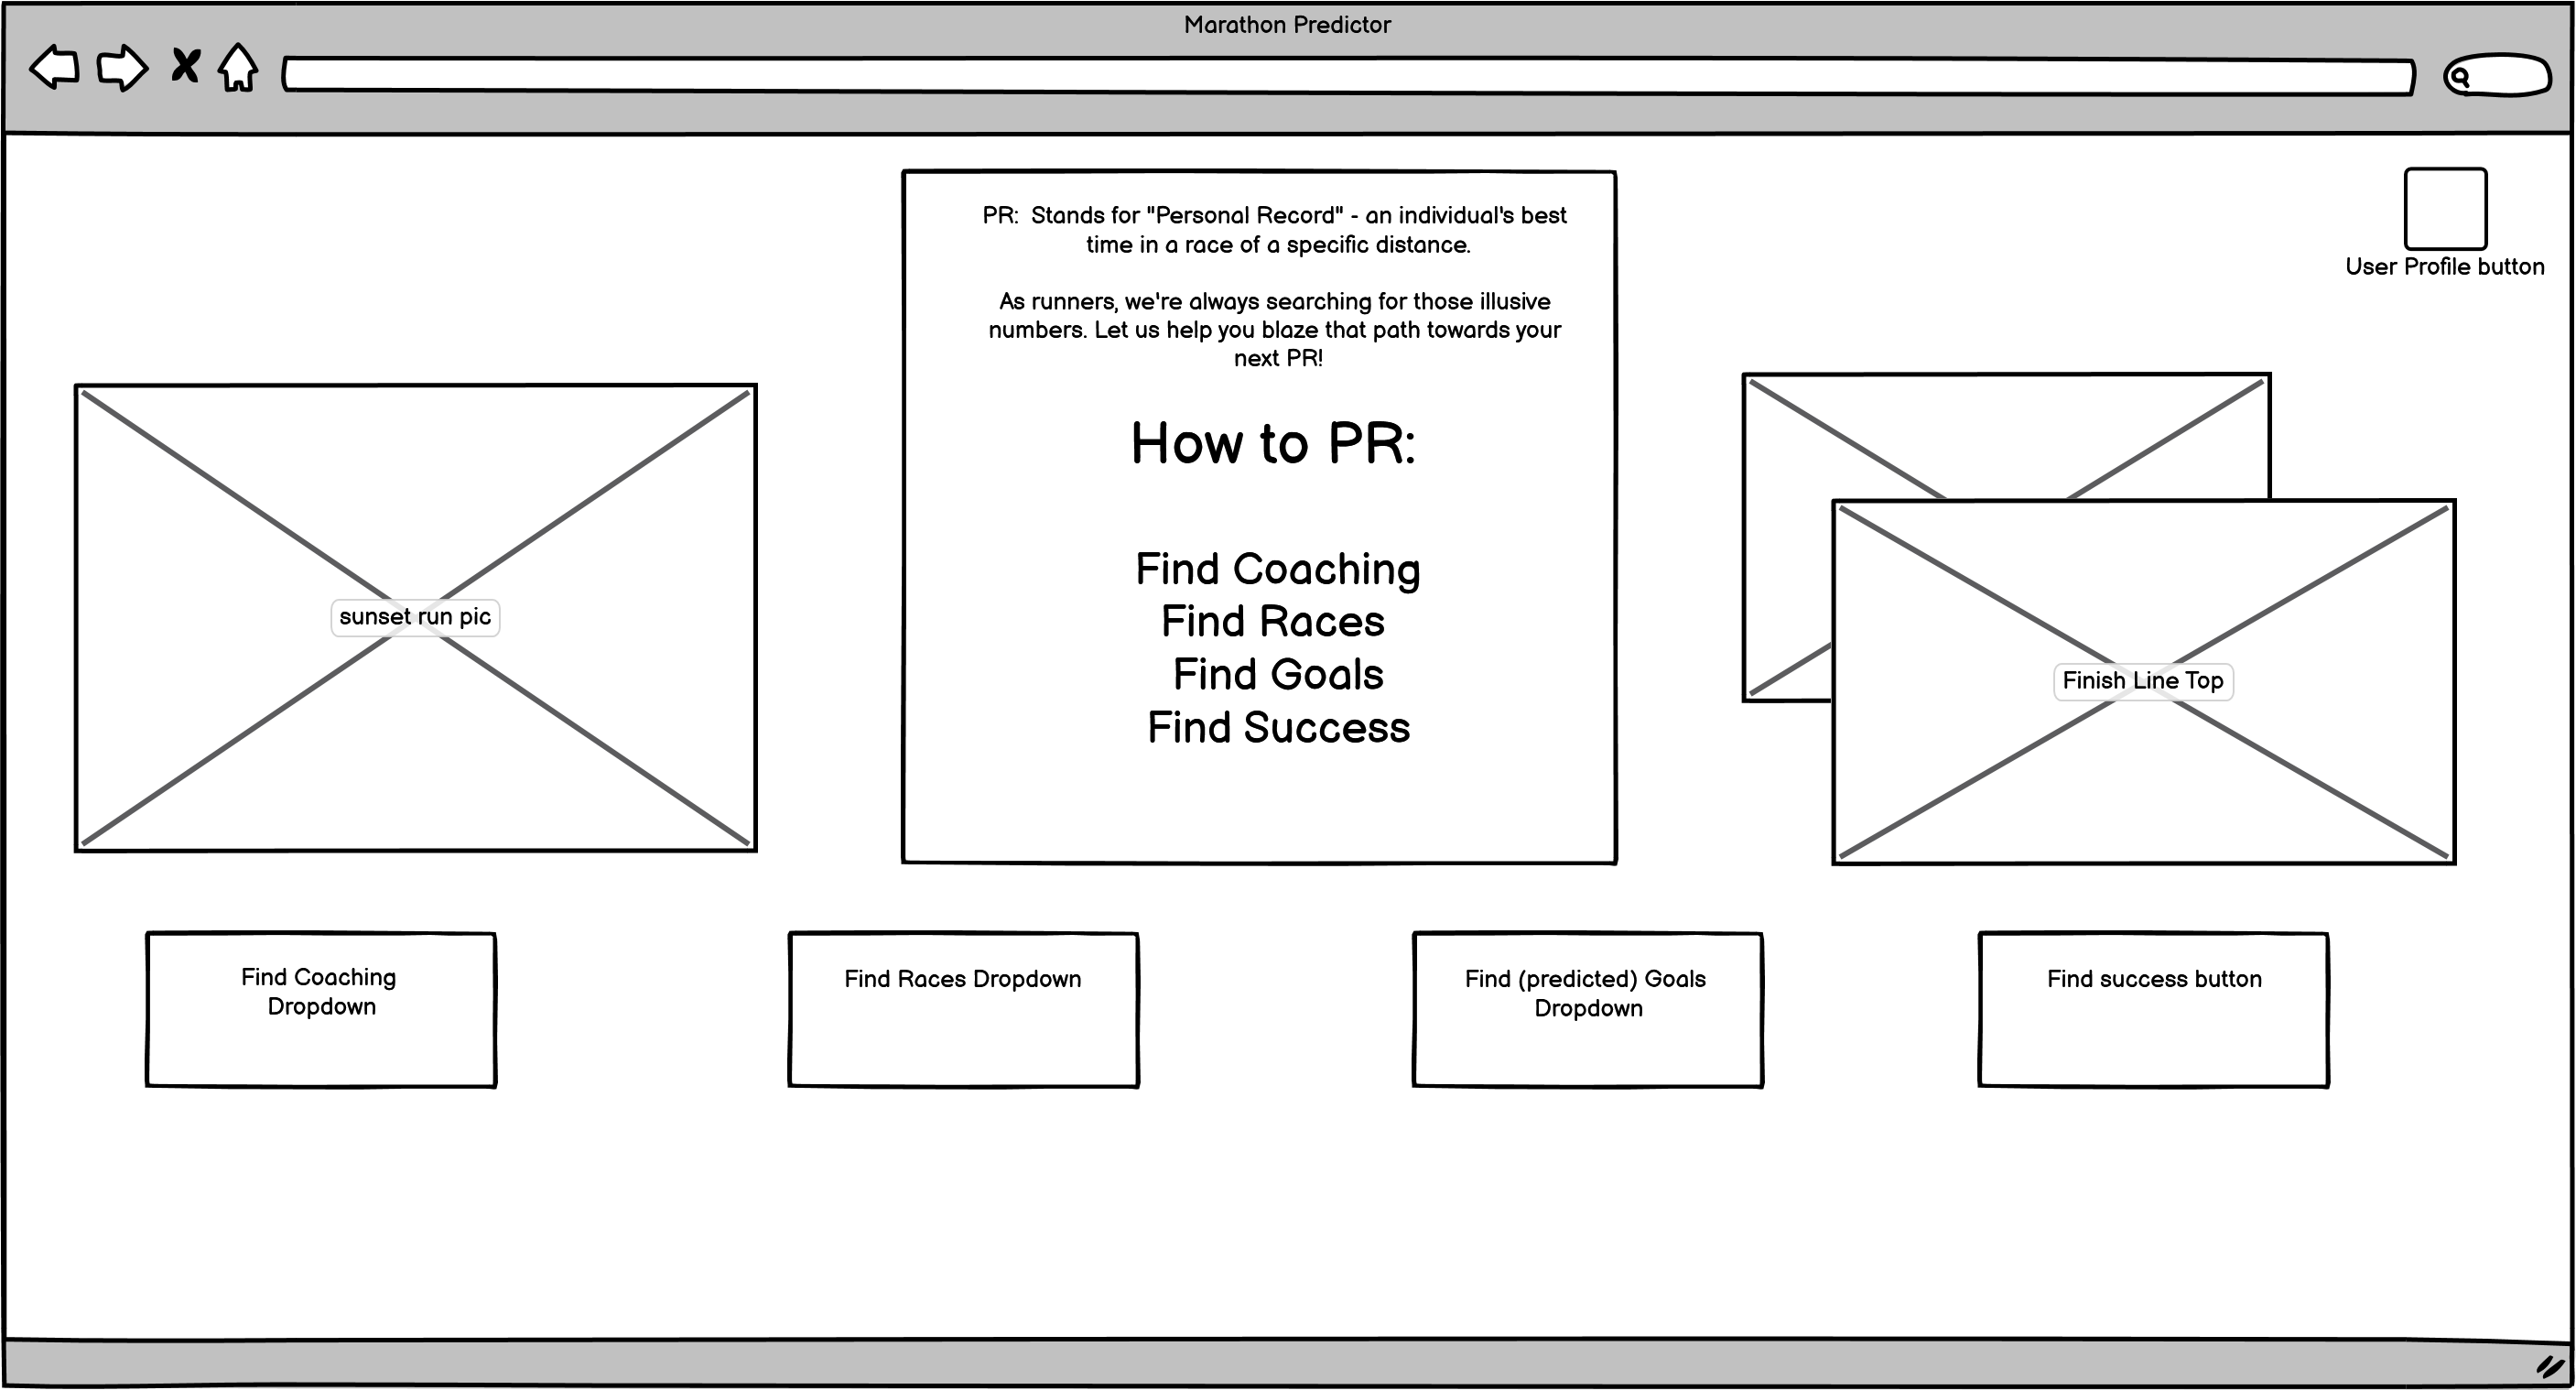 Marathon Predictor
PR:  Stands for "Personal Record" - an individual's best
time in a race of a specific distance.
User Profile button
As runners, we're always searching for those illusive
numbers. Let us help you blaze that path towards your
next PR!
How to PR:
Find Coaching
Find Races
Find Goals
Find Success
sunset run pic
Finish Line Top
Find Coaching
Dropdown
Find Races Dropdown
Find (predicted) Goals
Dropdown
Find success button